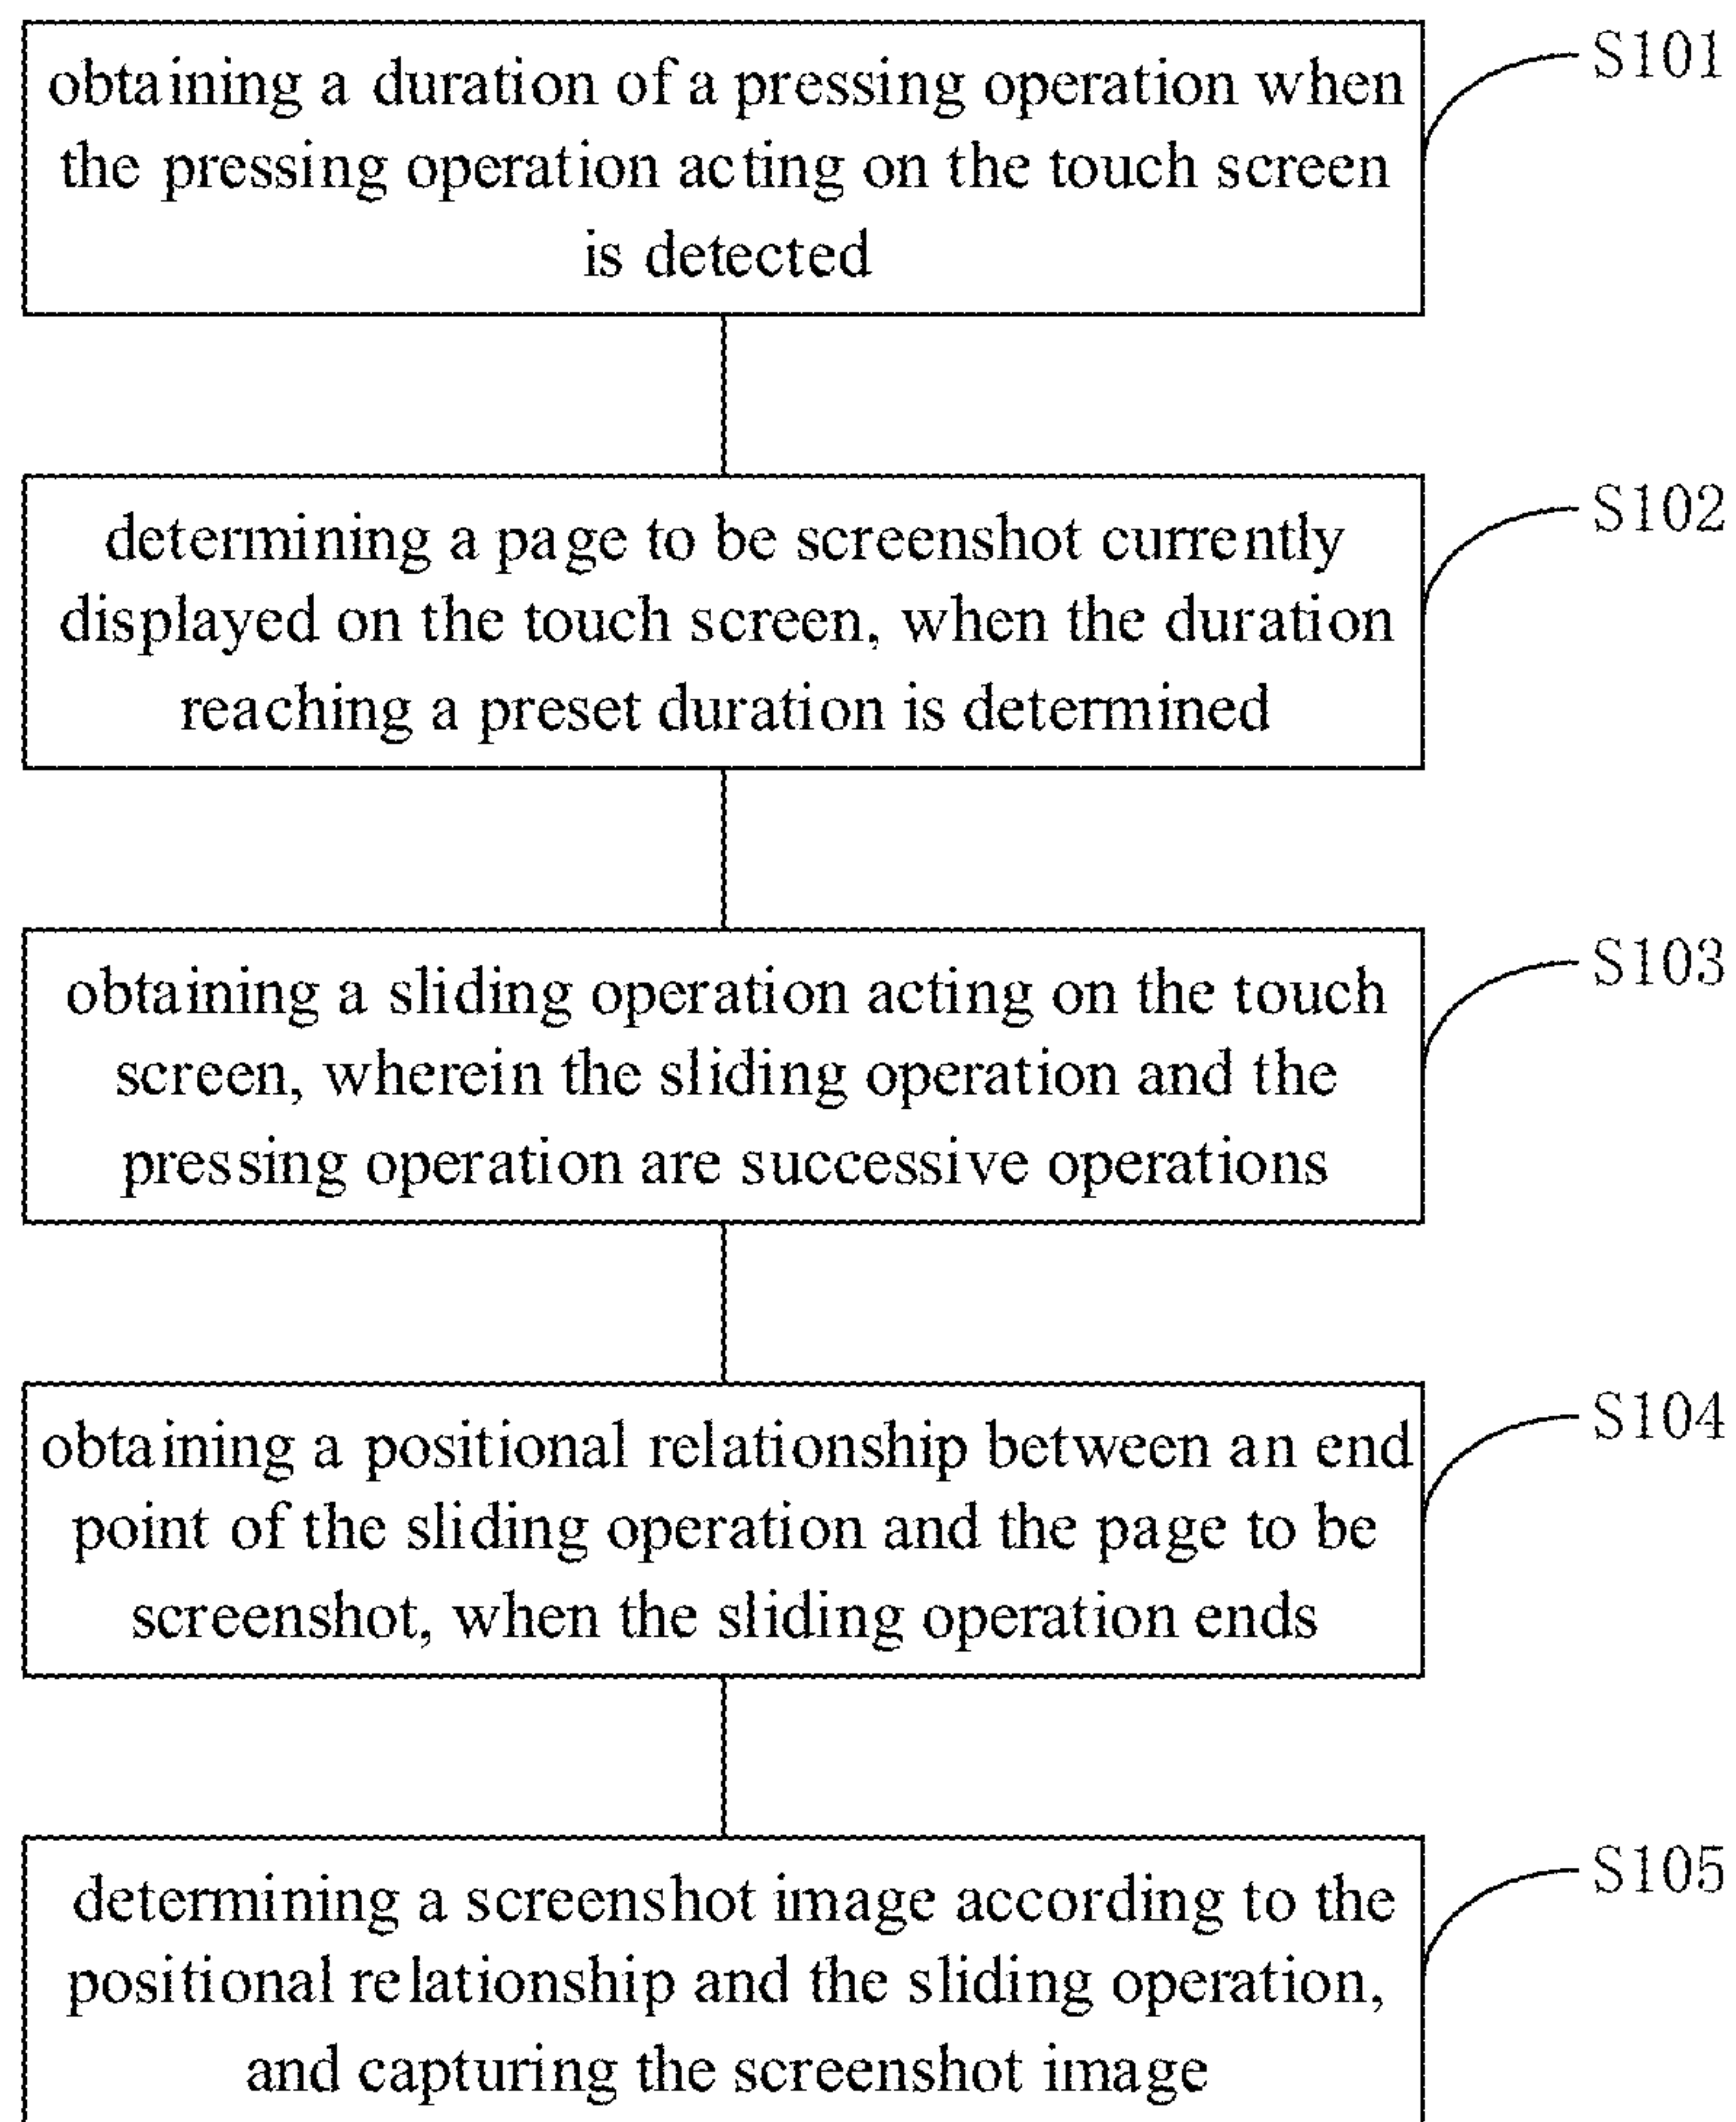 obtaining a duration of a pressing operation when
the pressing operation acting on the touch screen
is detected
S101
determining a page to be screenshot currently
displayed on the touch screen, when the duration
reaching a preset duration is determined
S102
obtaining a sliding operation acting on the touch
screen, wherein the sliding operation and the
pressing operation are successive operations
S103
obtaining a positional relationship between an end
point of the sliding operation and the page to be
screenshot, when the sliding operation ends
S104
determining a screenshot image according to the
positional relationship and the sliding operation,
and capturing the screenshot image
S105